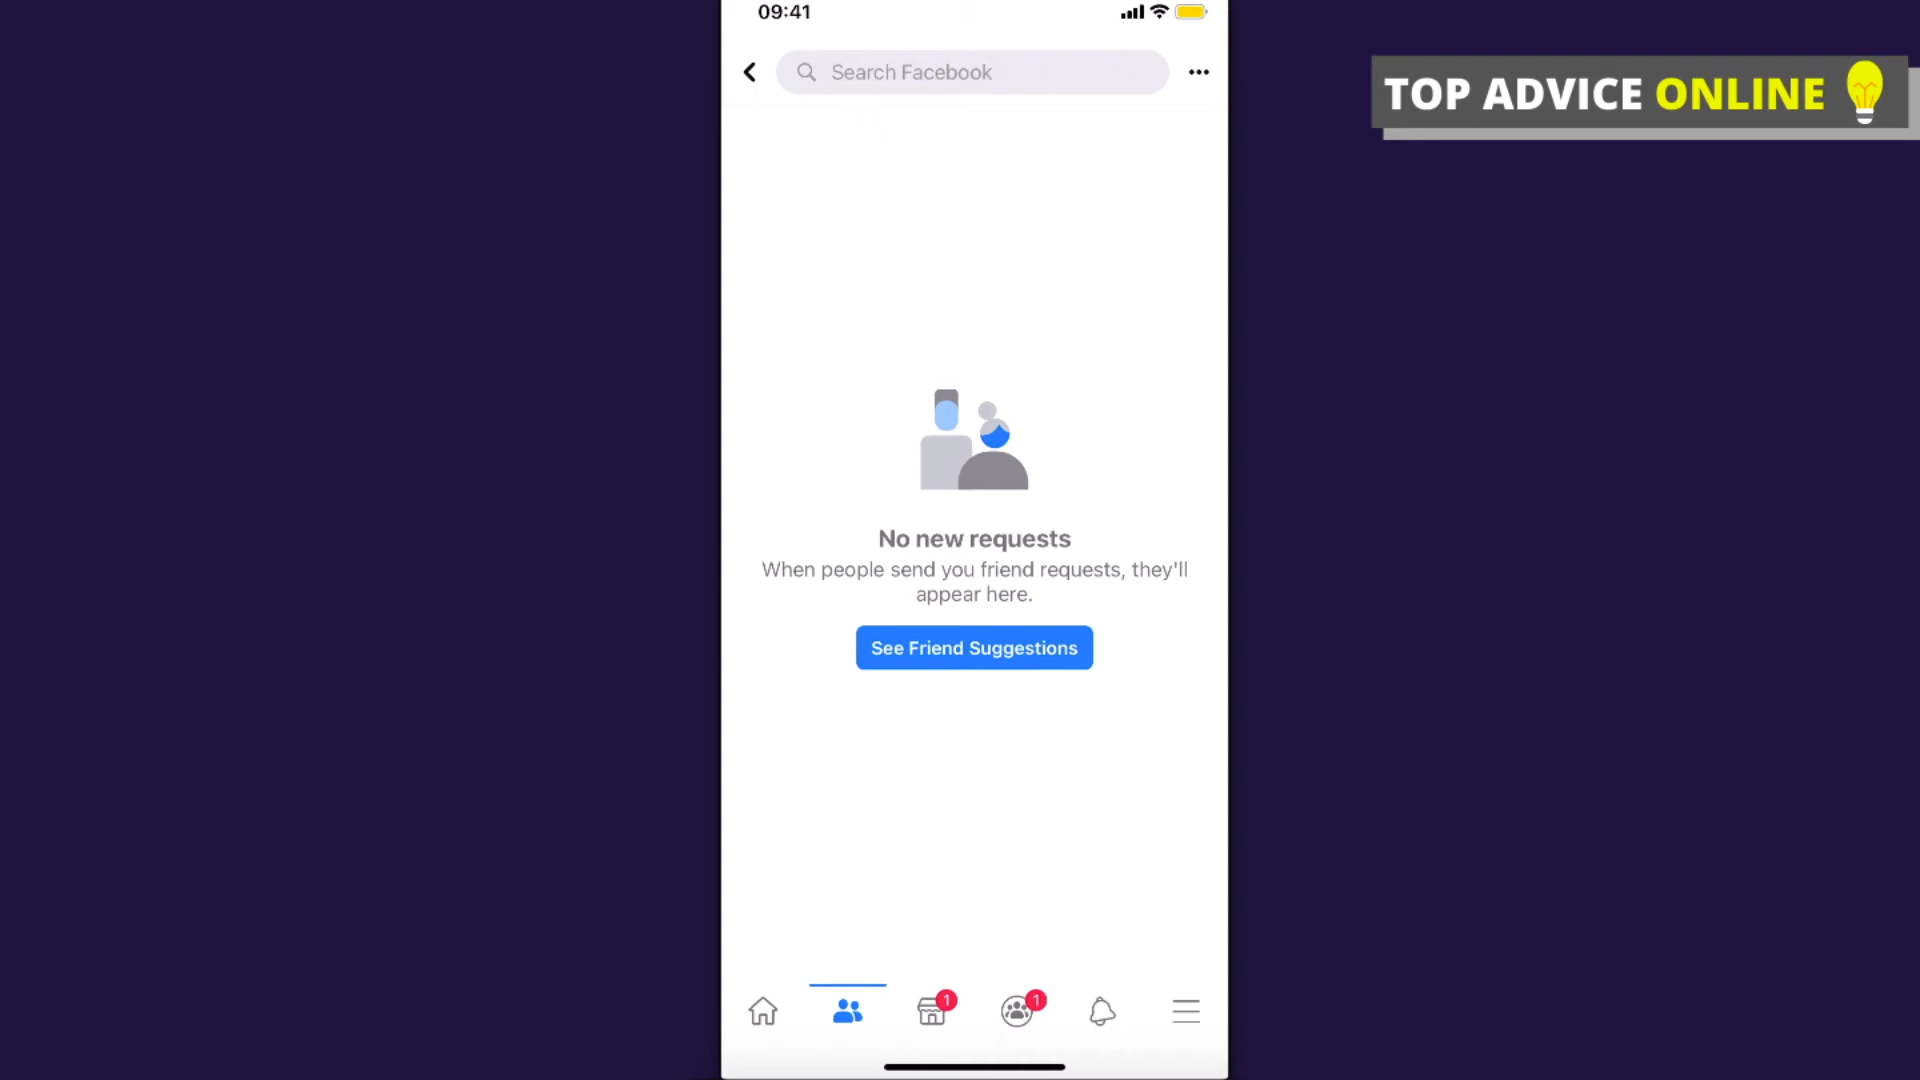 09:41
Search Facebook
TOP ADVICE ONLINE
No new requests
When people send you friend requests, they'll
appear here.
See Friend Suggestions
1
1